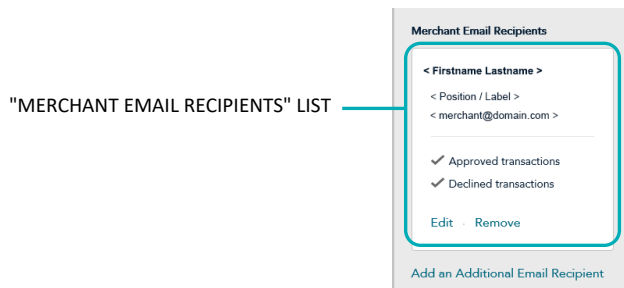 Merchant Email Recipients
< Firstname Lastname >
"MERCHANT EMAIL RECIPIENTS" LIST
< Position / Label >
< merchant@domain.com >
Approved transactions
Declined transactions
Edit . Remove
Add an Additional Email Recipient